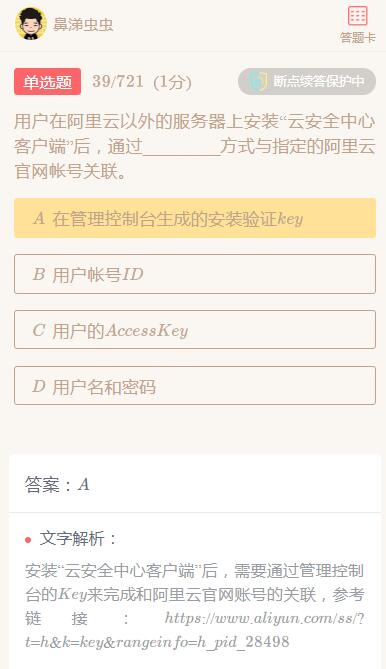 鼻涕虫虫
答题卡
单选题 39/721 (1分) 断点续答保护中
用户在阿里云以外的服务器上安装“云安全中心
客户端”后，通过_________方式与指定的阿里云
官网帐号关联。
A 在管理控制台生成的安装验证key
B 用户帐号ID
C 用户的AccessKey
D 用户名和密码
答案：A
文字解析：
安装“云安全中心客户端”后，需要通过管理控制
台的Key来完成和阿里云官网账号的关联，参考
链接：https://www.aliyun.com/ss/?
t=h&k=key&rangeinfo=h_pid_28498